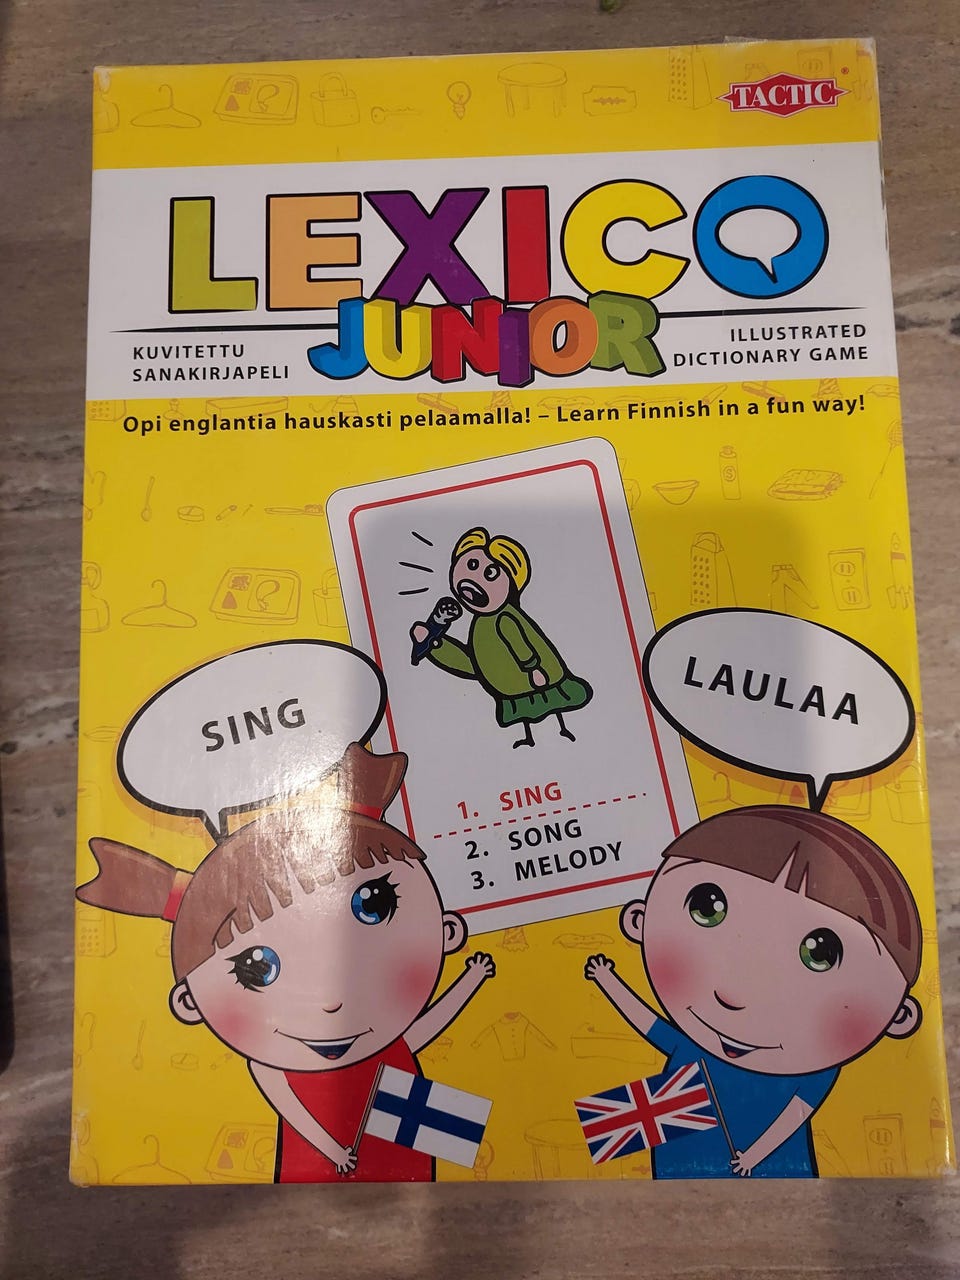 TACTIC®
LEXICO
JUNIOR
KUVITETTU
SANAKIRJAPELI
ILLUSTRATED
DICTIONARY GAME
Opi englantia hauskasti pelaamalla! – Learn Finnish in a fun way!
SING
LAULAA
1. SING
2. SONG
3. MELODY